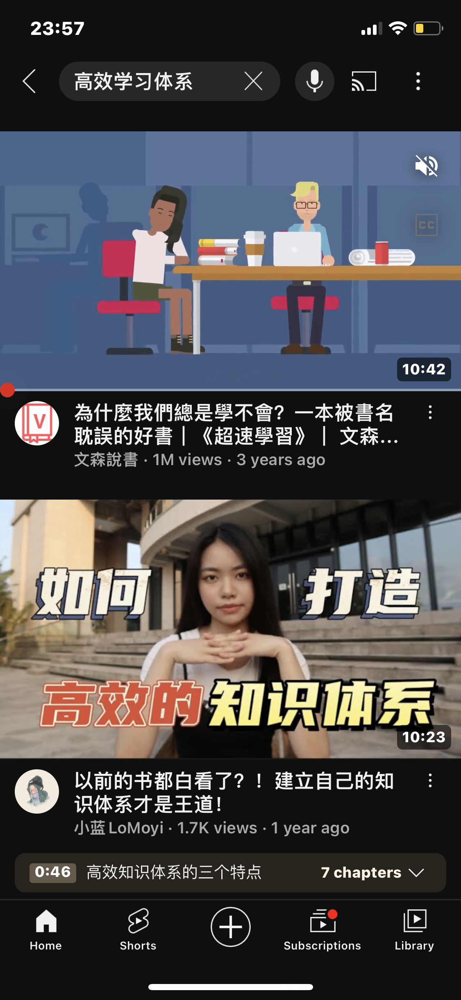 23:57
高效学习体系
CC
10:42
V
為什麼我們總是學不會？一本被書名
耽誤的好書｜《超速學習》｜ 文森...
文森說書 · 1M views · 3 years ago
如何 打造
高效的知识体系
10:23
以前的书都白看了？！建立自己的知
识体系才是王道！
小蓝 LoMoyi · 1.7K views · 1 year ago
0:46 高效知识体系的三个特点 7 chapters
Home Shorts Subscriptions Library